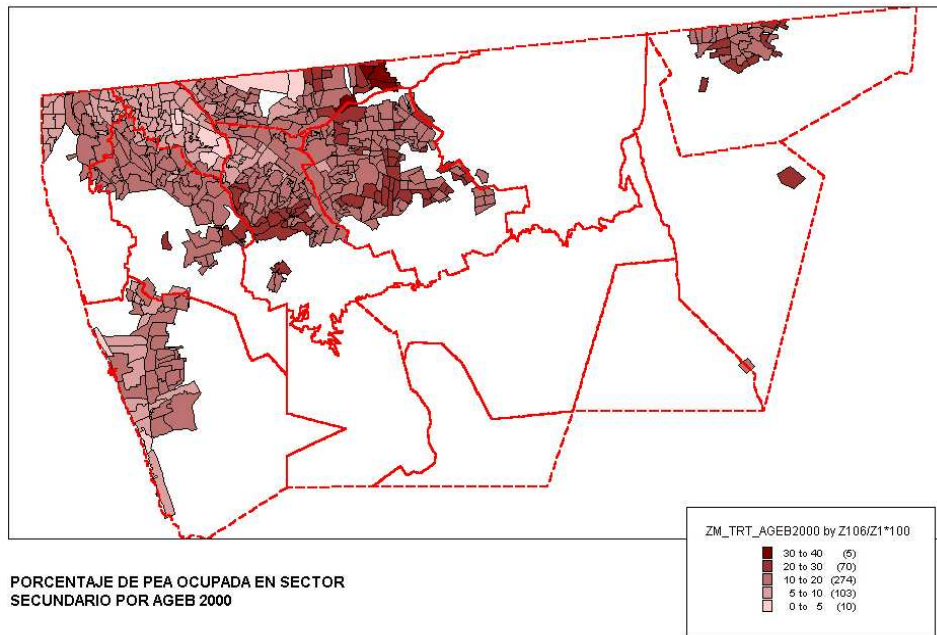 ZM_TRT_AGEB2000 by Z106/Z1*100
30 to 40 (5)
20 to 30 (70)
10 to 20 (274)
5 to 10 (103)
0 to 5 (10)
PORCENTAJE DE PEA OCUPADA EN SECTOR
SECUNDARIO POR AGEB 2000